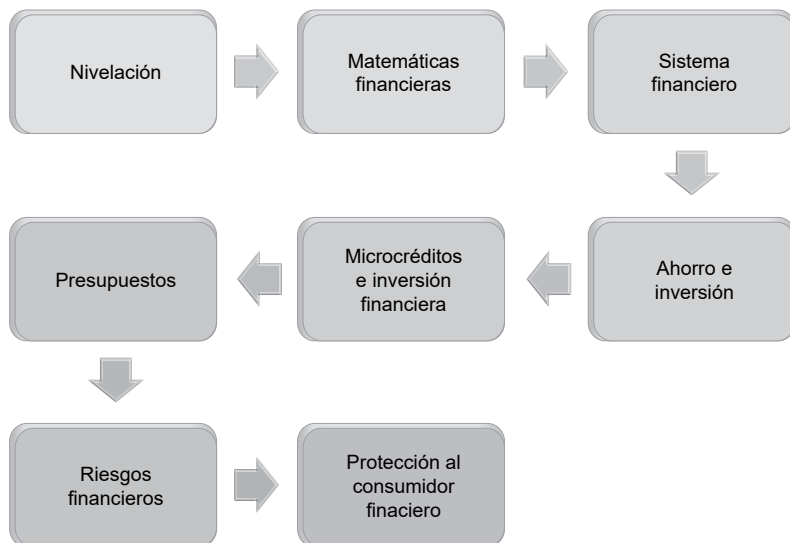 Nivelación
Matemáticas
financieras
Sistema
financiero
Ahorro e
inversión
Microcréditos
e inversión
financiera
Presupuestos
Riesgos
financieros
Protección al
consumidor
finaciero